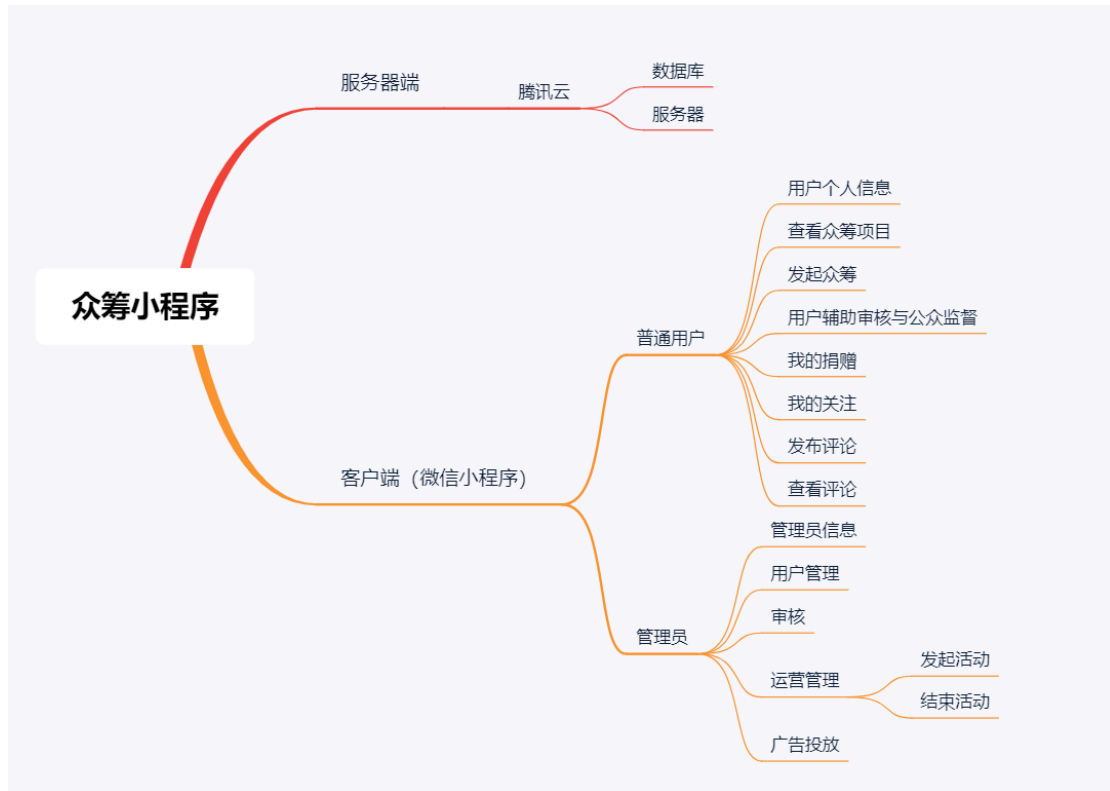 众筹小程序
服务器端
腾讯云
数据库
服务器
客户端（微信小程序）
普通用户
用户个人信息
查看众筹项目
发起众筹
用户辅助审核与公众监督
我的捐赠
我的关注
发布评论
查看评论
管理员
管理员信息
用户管理
审核
运营管理
发起活动
结束活动
广告投放